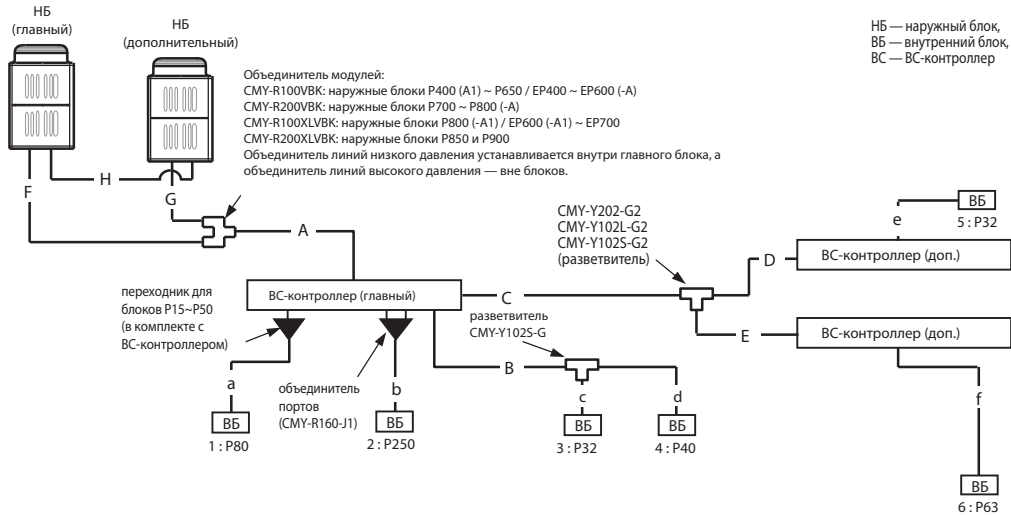 НБ
(главный)
НБ
(дополнительный)
НБ — наружный блок,
ВБ — внутренний блок,
ВС — ВС-контроллер
Объединитель модулей:
CMY-R100VBK: наружные блоки P400 (A1) ~ P650 / EP400 ~ EP600 (-A)
CMY-R200VBK: наружные блоки P700 ~ P800 (-A)
CMY-R100XLVBK: наружные блоки P800 (-A1) / EP600 (-A1) ~ EP700
CMY-R200XLVBK: наружные блоки P850 и P900
Объединитель линий низкого давления устанавливается внутри главного блока, а
объединитель линий высокого давления — вне блоков.
F
H
G
A
CMY-Y202-G2
CMY-Y102L-G2
CMY-Y102S-G2
(разветвитель)
e
ВБ
5 : P32
D
ВС-контроллер (доп.)
переходник для
блоков P15~P50
(в комплекте с
ВС-контроллером)
ВС-контроллер (главный)
C
разветвитель
CMY-Y102S-G
E
ВС-контроллер (доп.)
B
a
объединитель
портов
(CMY-R160-J1)
b
c
d
f
ВБ
1 : P80
ВБ
2 : P250
ВБ
3 : P32
ВБ
4 : P40
ВБ
6 : P63